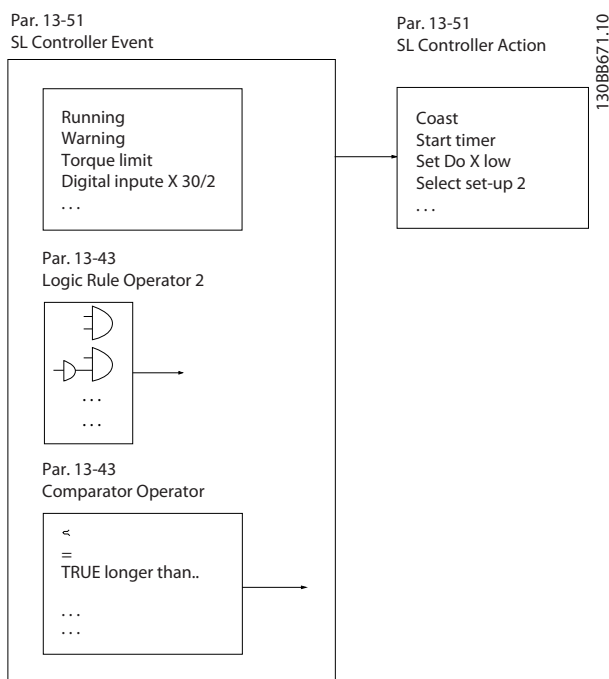 Par. 13-51
SL Controller Event
Par. 13-51
SL Controller Action
130BB671.10
Running
Warning
Torque limit
Digital inpute X 30/2
. . .
Coast
Start timer
Set Do X low
Select set-up 2
. . .
Par. 13-43
Logic Rule Operator 2
. . .
. . .
Par. 13-43
Comparator Operator
=
TRUE longer than..
. . .
. . .